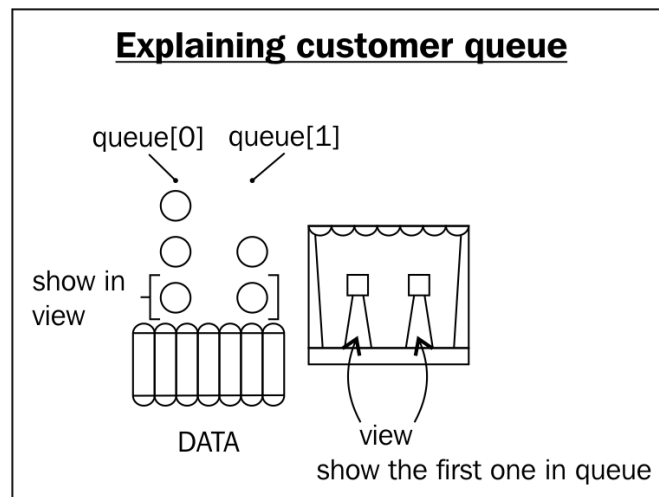 Explaining customer queue
queue[0] queue[1]
show in
view
DATA
view
show the first one in queue